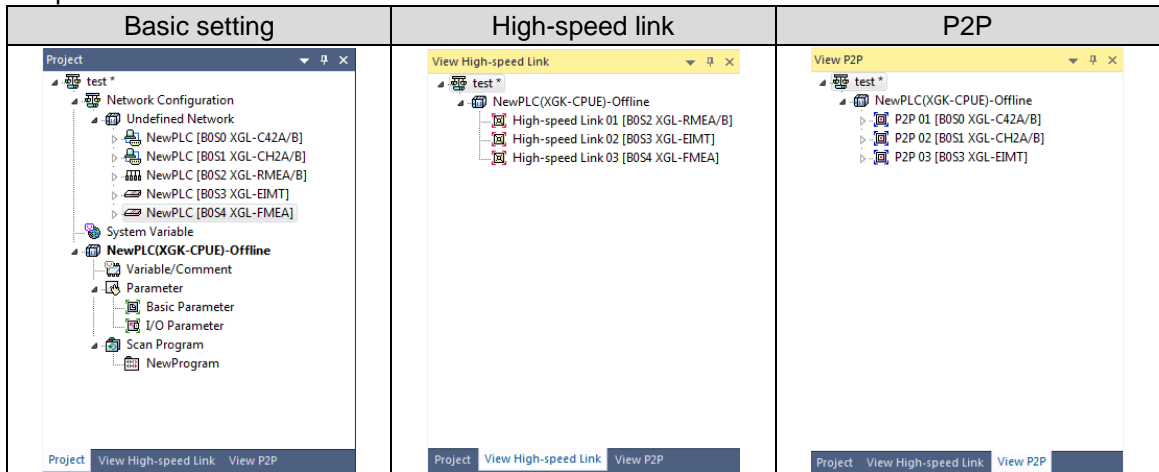 Basic setting
High-speed link
P2P
Project
test *
Network Configuration
Undefined Network
NewPLC [B0S0 XGL-C42A/B]
NewPLC [B0S1 XGL-CH2A/B]
NewPLC [B0S2 XGL-RMEA/B]
NewPLC [B0S3 XGL-EIMT]
NewPLC [B0S4 XGL-FMEA]
System Variable
NewPLC(XGK-CPUE)-Offline
Variable/Comment
Parameter
Basic Parameter
I/O Parameter
Scan Program
NewProgram
Project View High-speed Link View P2P
View High-speed Link
test *
NewPLC(XGK-CPUE)-Offline
High-speed Link 01 [B0S2 XGL-RMEA/B]
High-speed Link 02 [B0S3 XGL-EIMT]
High-speed Link 03 [B0S4 XGL-FMEA]
Project View High-speed Link View P2P
View P2P
test *
NewPLC(XGK-CPUE)-Offline
P2P 01 [B0S0 XGL-C42A/B]
P2P 02 [B0S1 XGL-CH2A/B]
P2P 03 [B0S3 XGL-EIMT]
Project View High-speed Link View P2P